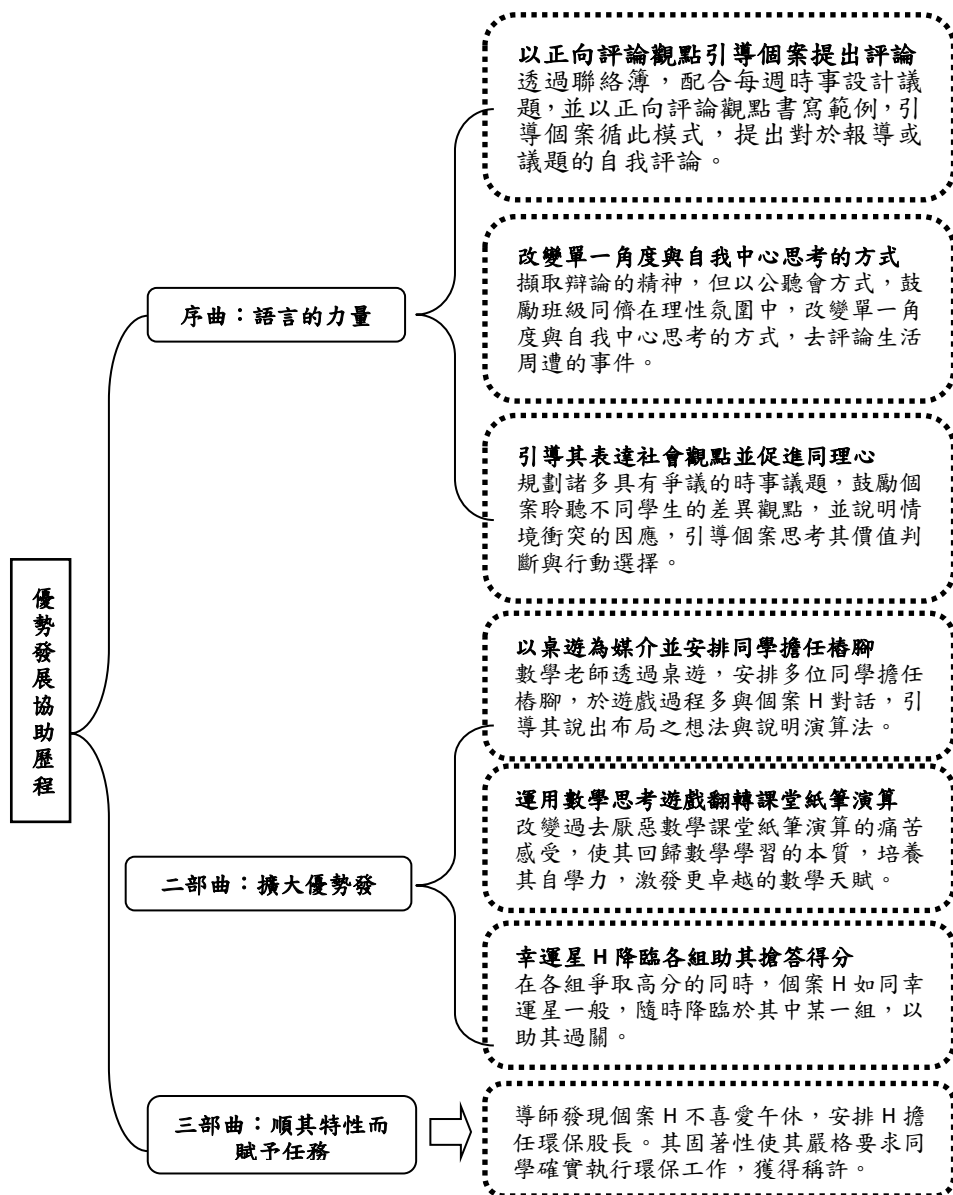 優勢發展協助歷程
序曲：語言的力量
以正向評論觀點引導個案提出評論
透過聯絡簿，配合每週時事設計議
題，並以正向評論觀點書寫範例，引
導個案循此模式，提出對於報導或
議題的自我評論。
改變單一角度與自我中心思考的方式
擷取辯論的精神，但以公聽會方式，鼓
勵班級同儕在理性氛圍中，改變單一角
度與自我中心思考的方式，去評論生活
周遭的事件。
引導其表達社會觀點並促進同理心
規劃諸多具有爭議的時事議題，鼓勵個
案聆聽不同學生的差異觀點，並說明情
境衝突的因應，引導個案思考其價值判
斷與行動選擇。
二部曲：擴大優勢發
以桌遊為媒介並安排同學擔任樁腳
數學老師透過桌遊，安排多位同學擔任
樁腳，於遊戲過程多與個案 H 對話，引
導其說出布局之想法與說明演算法。
運用數學思考遊戲翻轉課堂紙筆演算
改變過去厭惡數學課堂紙筆演算的痛苦
感受，使其回歸數學學習的本質，培養
其自學力，激發更卓越的數學天賦。
幸運星 H 降臨各組助其搶答得分
在各組爭取高分的同時，個案 H 如同幸
運星一般，隨時降臨於其中某一組，以
助其過關。
三部曲：順其特性而
賦予任務
導師發現個案 H 不喜愛午休，安排 H 擔
任環保股長。其固著性使其嚴格要求同
學確實執行環保工作，獲得稱許。